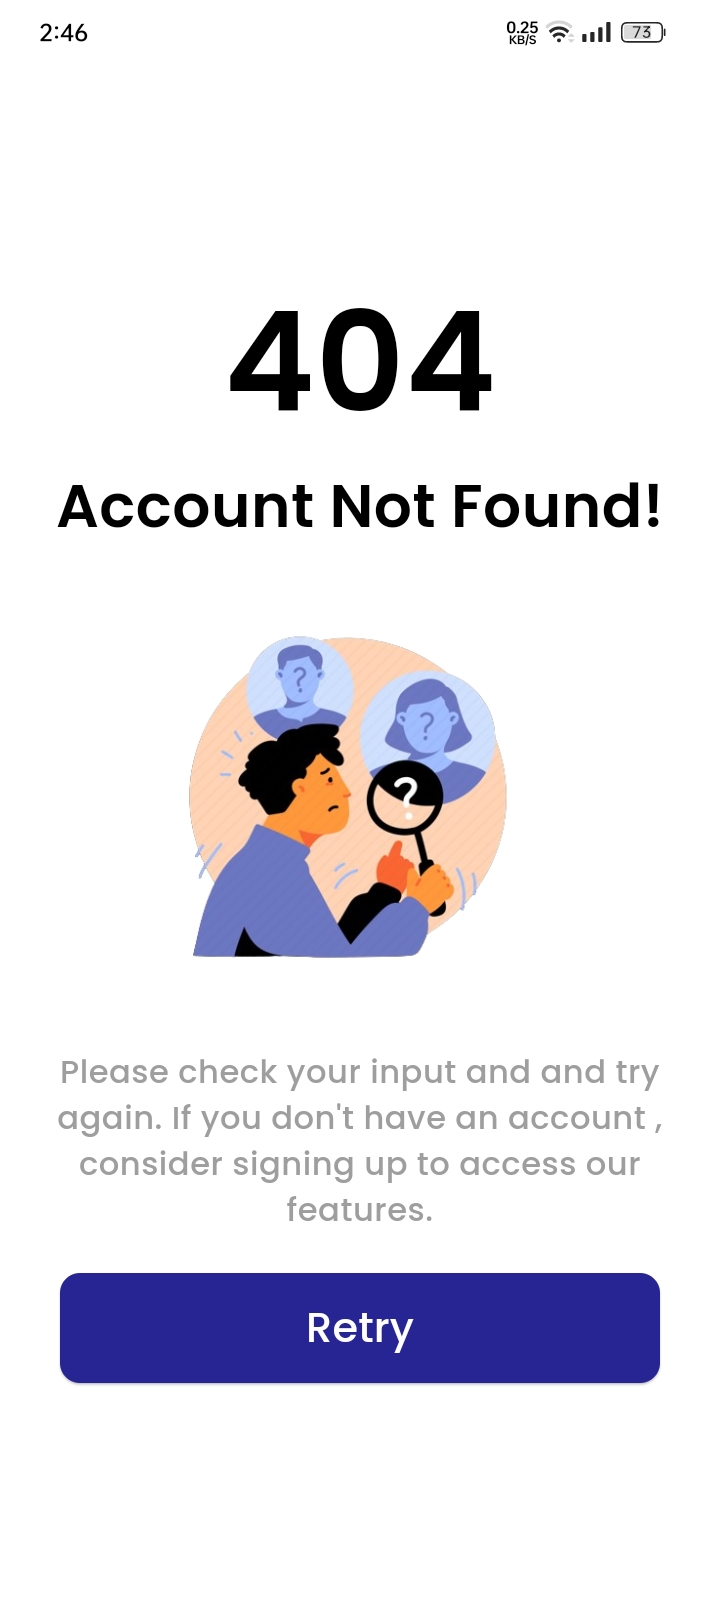 2:46
0.25
KB/S
73
404
Account Not Found!
?
?
?
Please check your input and and try
again. If you don't have an account ,
consider signing up to access our
features.
Retry